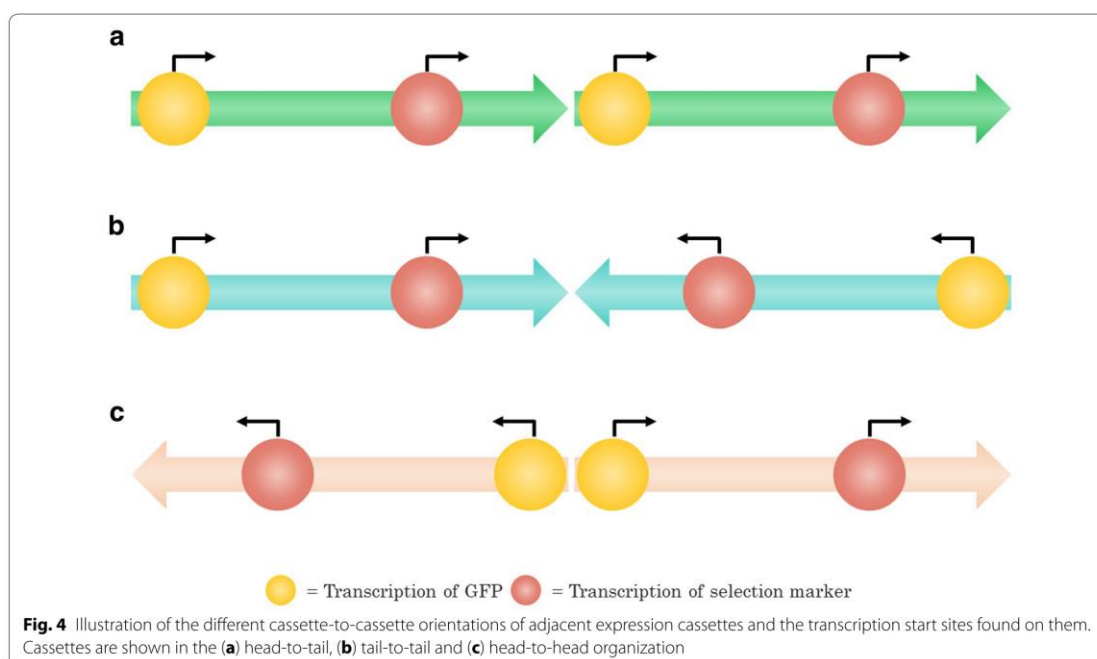 a
b
c
= Transcription of GFP = Transcription of selection marker
Fig. 4 Illustration of the different cassette-to-cassette orientations of adjacent expression cassettes and the transcription start sites found on them.
Cassettes are shown in the (a) head-to-tail, (b) tail-to-tail and (c) head-to-head organization